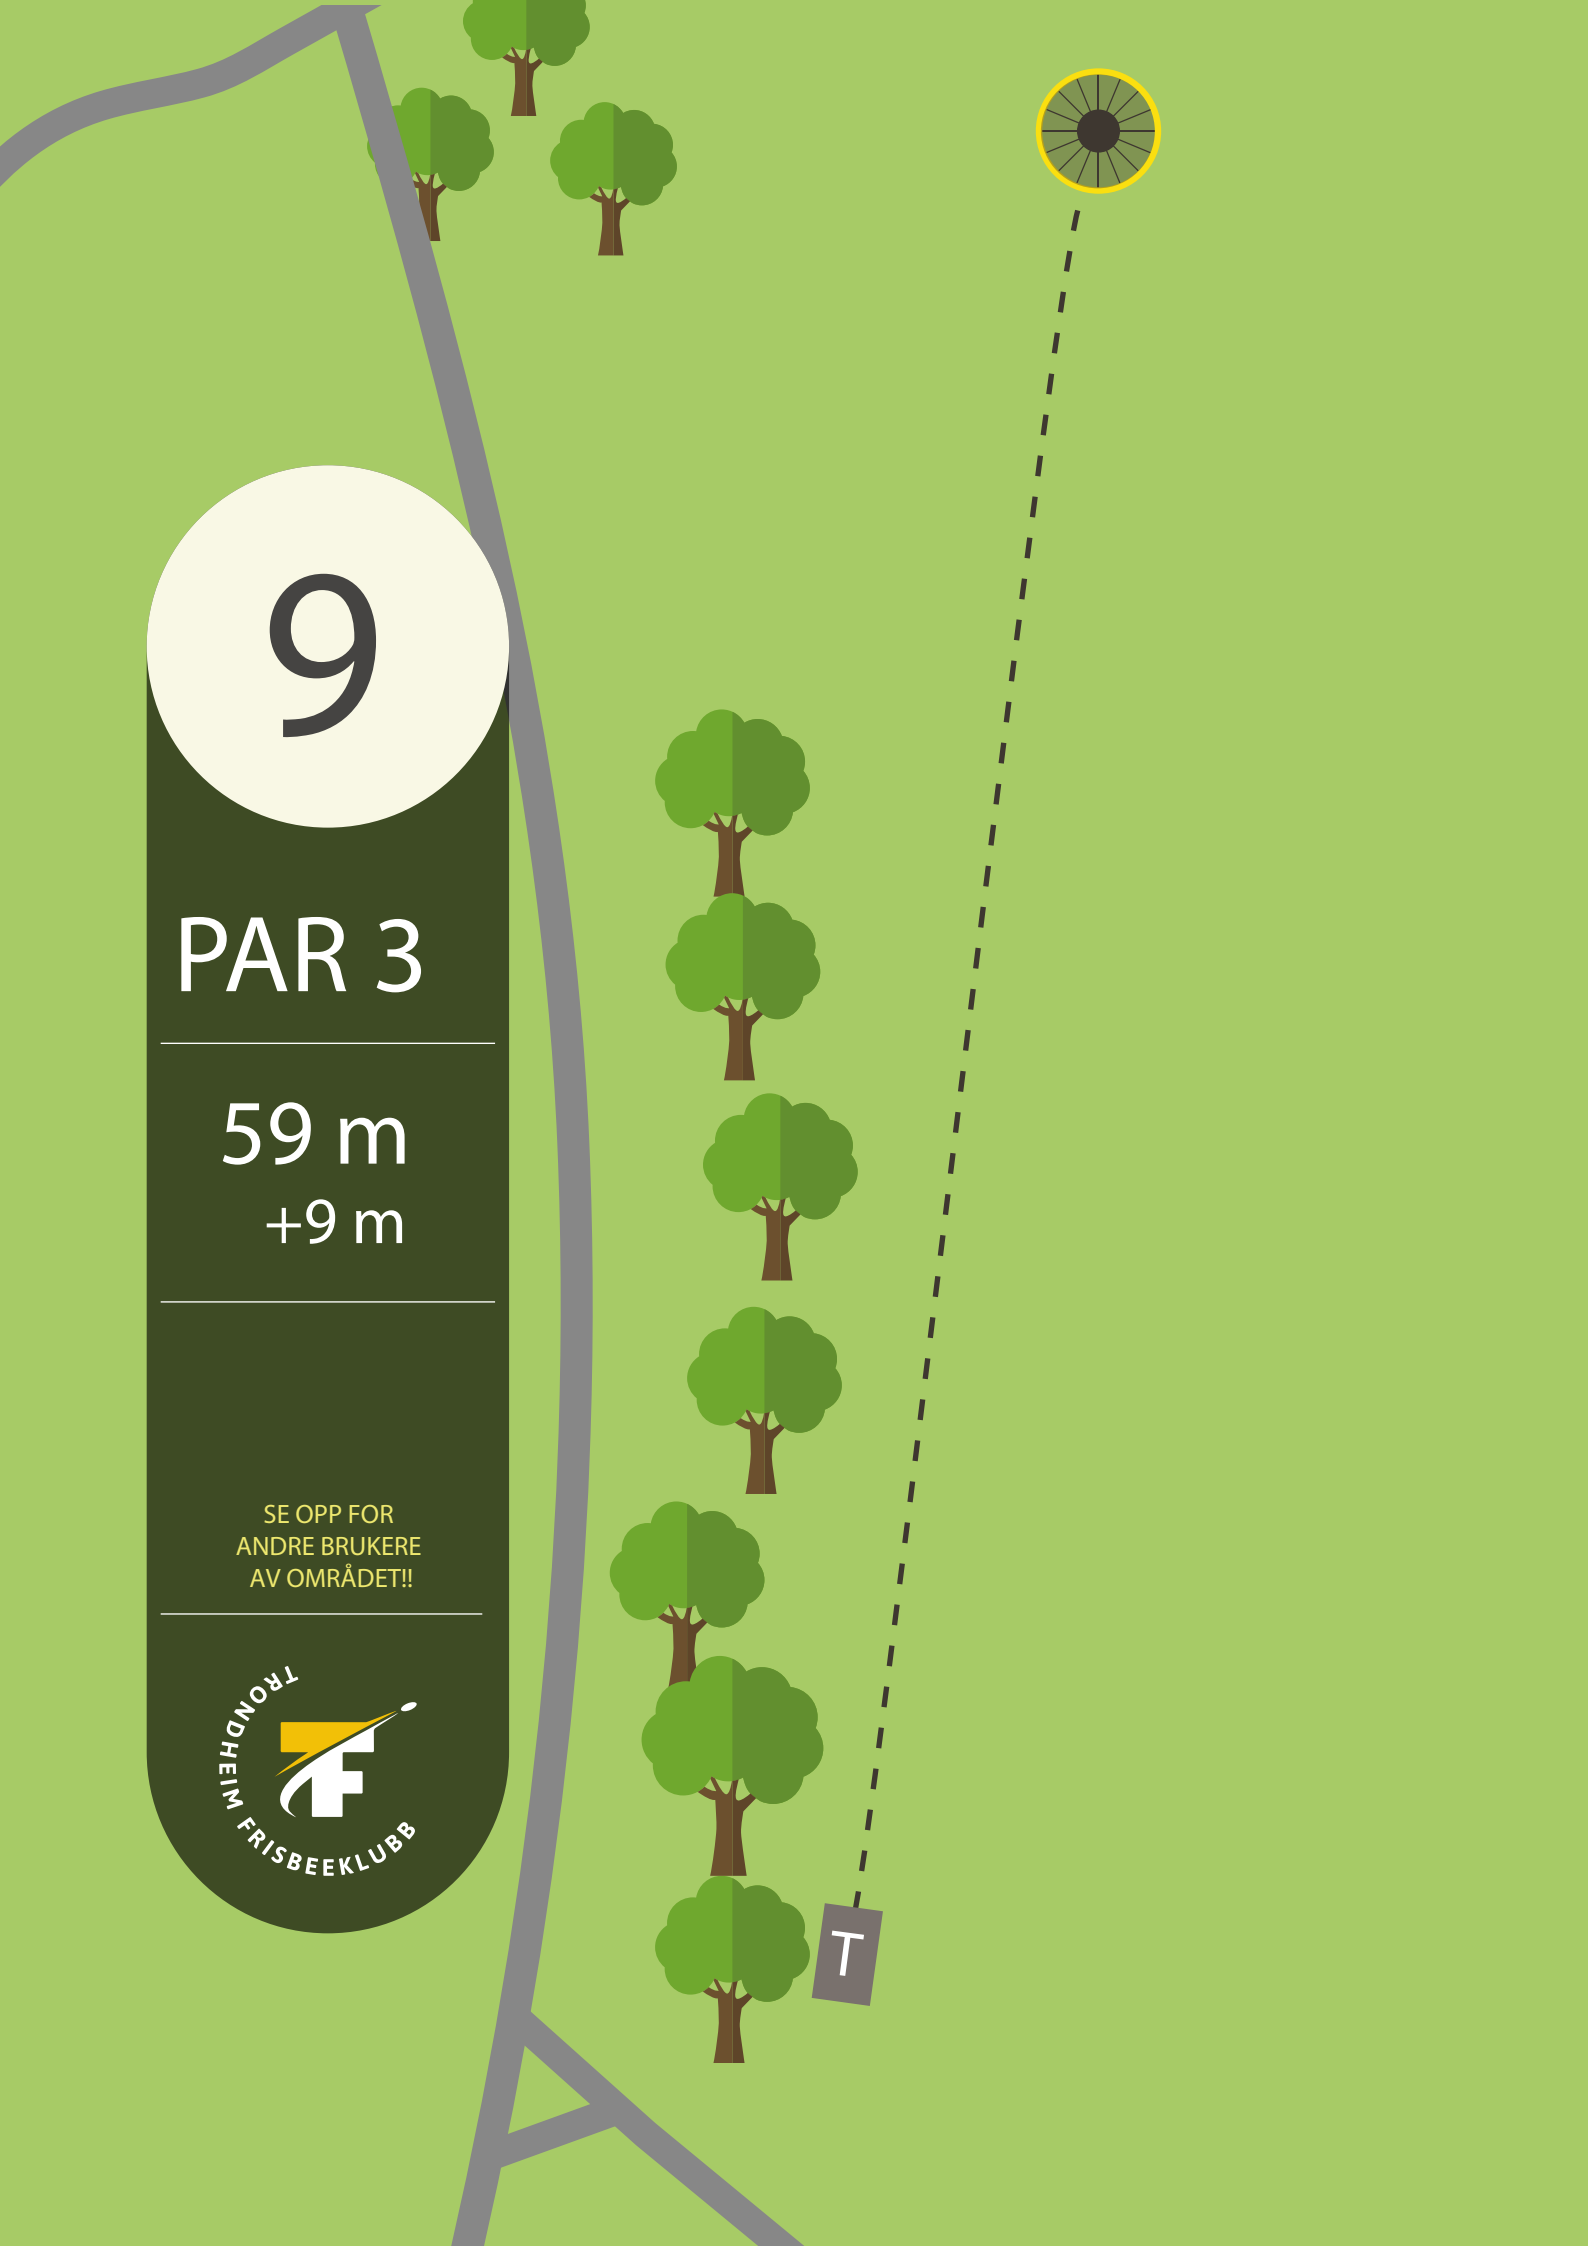 9
PAR 3
59 m
+9 m
SE OPP FOR
ANDRE BRUKERE
AV OMRÅDET!!
TRONDHEIM FRISBEEKLUBB
T